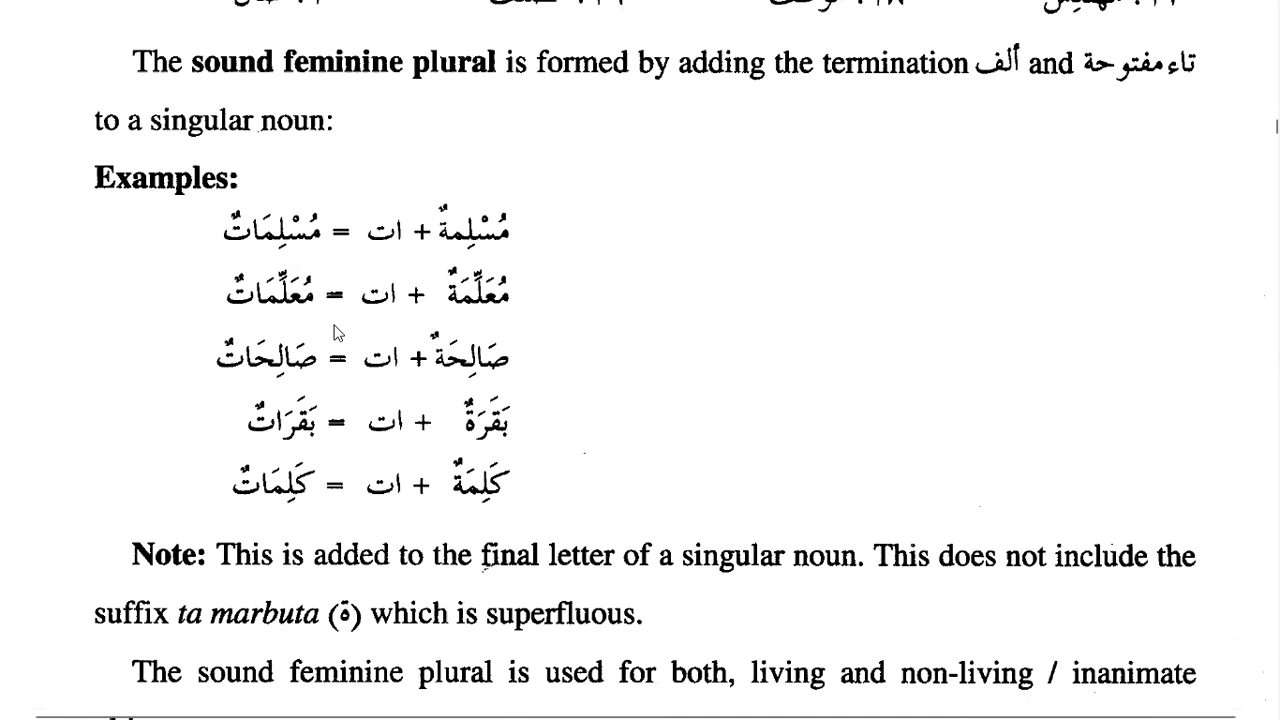 The sound feminine plural is formed by adding the termination ألف and تاء مفتوحة
to a singular noun:
Examples:
مُسْلِمةٌ + ات = مُسْلِمَاتٌ
مُعَلِّمَةٌ + ات = مُعَلِّمَاتٌ
صَالِحَةٌ + ات = صَالِحَاتٌ
بَقَرَةٌ + ات = بَقَرَاتٌ
كَلِمَةٌ + ات = كَلِمَاتٌ
Note: This is added to the final letter of a singular noun. This does not include the
suffix ta marbuta (ة) which is superfluous.
The sound feminine plural is used for both, living and non-living / inanimate